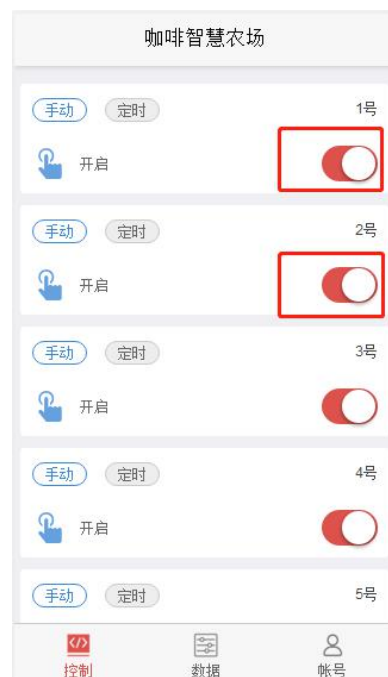 咖啡智慧农场
手动 定时 1号
开启
手动 定时 2号
开启
手动 定时 3号
开启
手动 定时 4号
开启
手动 定时 5号
控制 数据 帐号